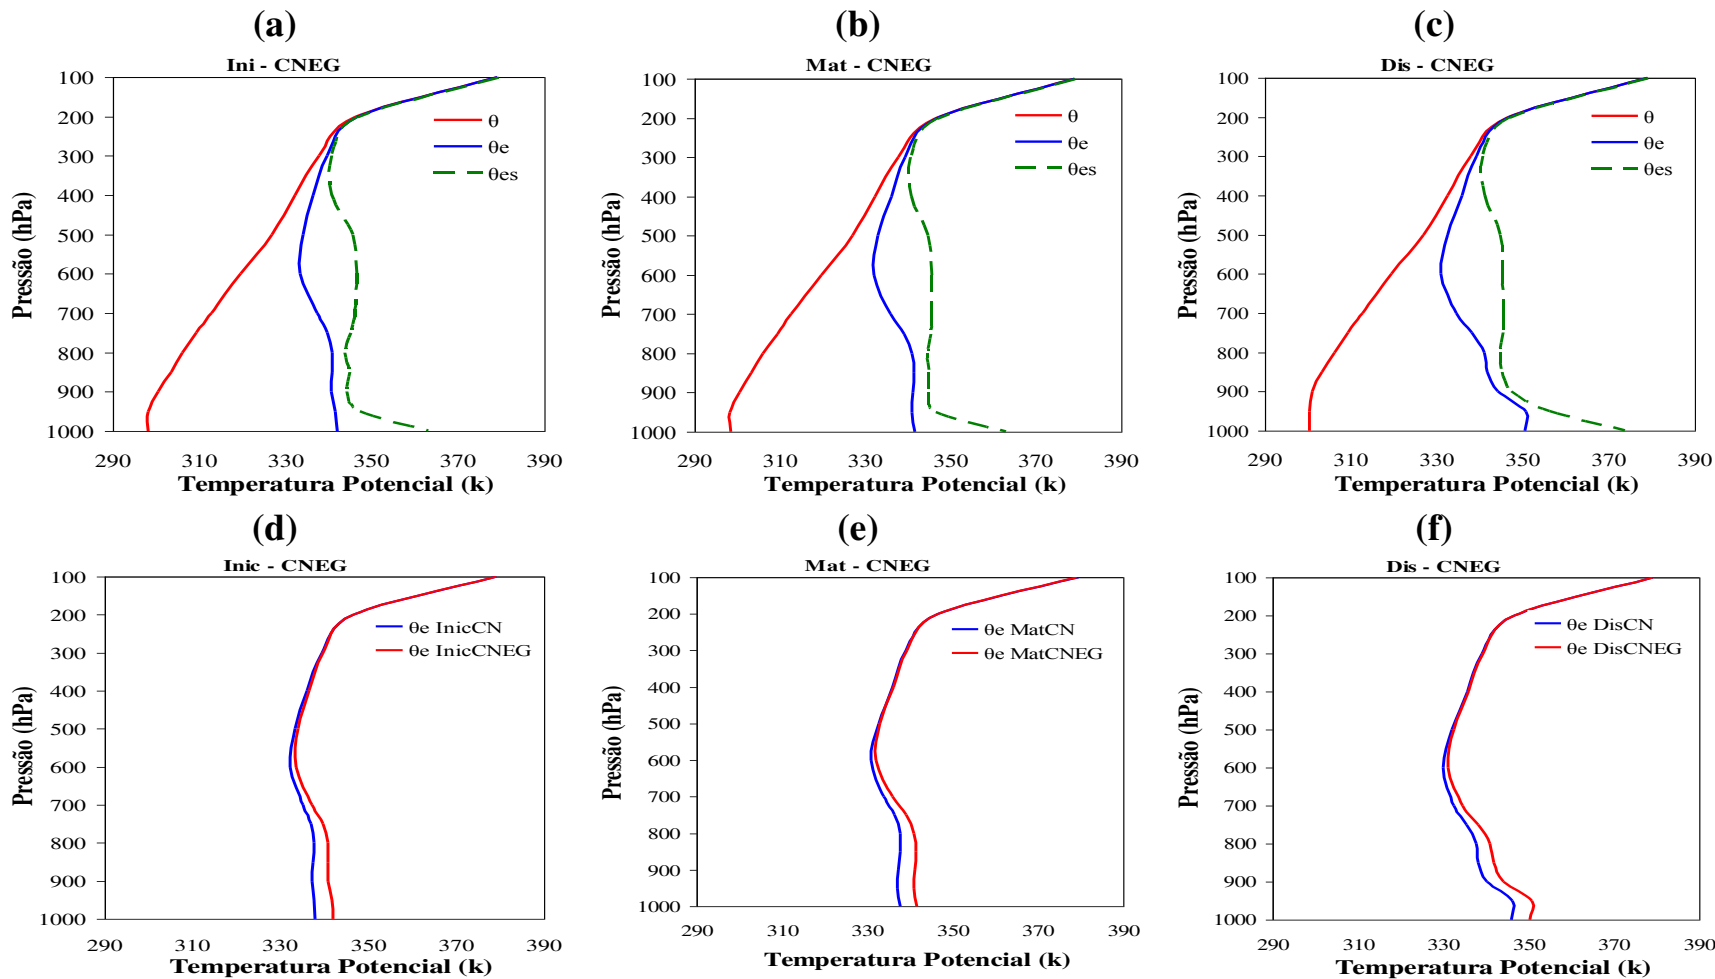 (a)
Ini - CNEG
100
200
300
400
500
600
700
800
900
1000
290 310 330 350 370 390
Pressão (hPa)
Temperatura Potencial (k)
θ
θe
θes
(b)
Mat - CNEG
100
200
300
400
500
600
700
800
900
1000
290 310 330 350 370 390
Pressão (hPa)
Temperatura Potencial (k)
θ
θe
θes
(c)
Dis - CNEG
100
200
300
400
500
600
700
800
900
1000
290 310 330 350 370 390
Pressão (hPa)
Temperatura Potencial (k)
θ
θe
θes
(d)
Inic - CNEG
100
200
300
400
500
600
700
800
900
1000
290 310 330 350 370 390
Pressão (hPa)
Temperatura Potencial (k)
θe InicCN
θe InicCNEG
(e)
Mat - CNEG
100
200
300
400
500
600
700
800
900
1000
290 310 330 350 370 390
Pressão (hPa)
Temperatura Potencial (k)
θe MatCN
θe MatCNEG
(f)
Dis - CNEG
100
200
300
400
500
600
700
800
900
1000
290 310 330 350 370 390
Pressão (hPa)
Temperatura Potencial (k)
θe DisCN
θe DisCNEG